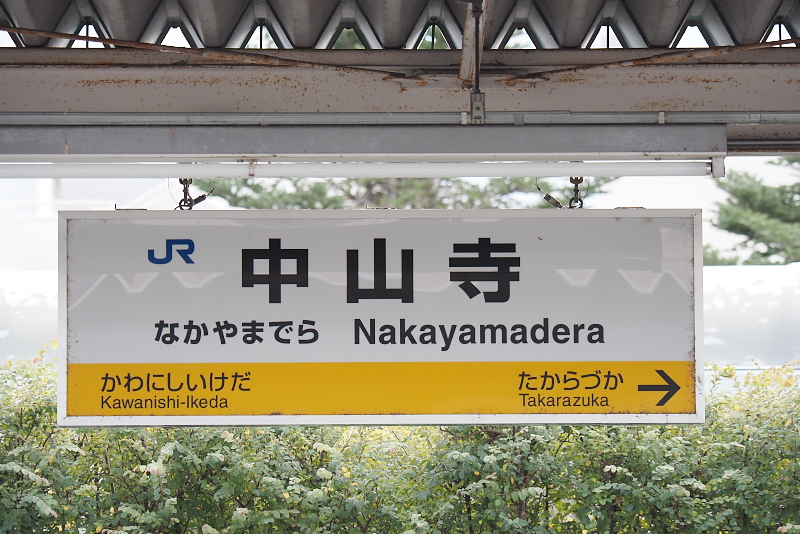 JR 中山寺
なかやまでら Nakayamadera
かわにしいけだ たからづか →
Kawanishi-Ikeda Takarazuka